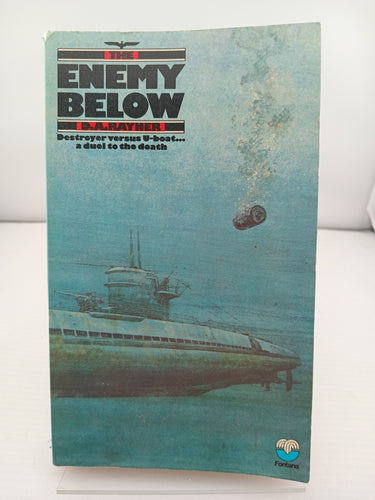 THE
ENEMY
BELOW
D.A.RAYNER
Destroyer versus U-boat...
a duel to the death
Fontana